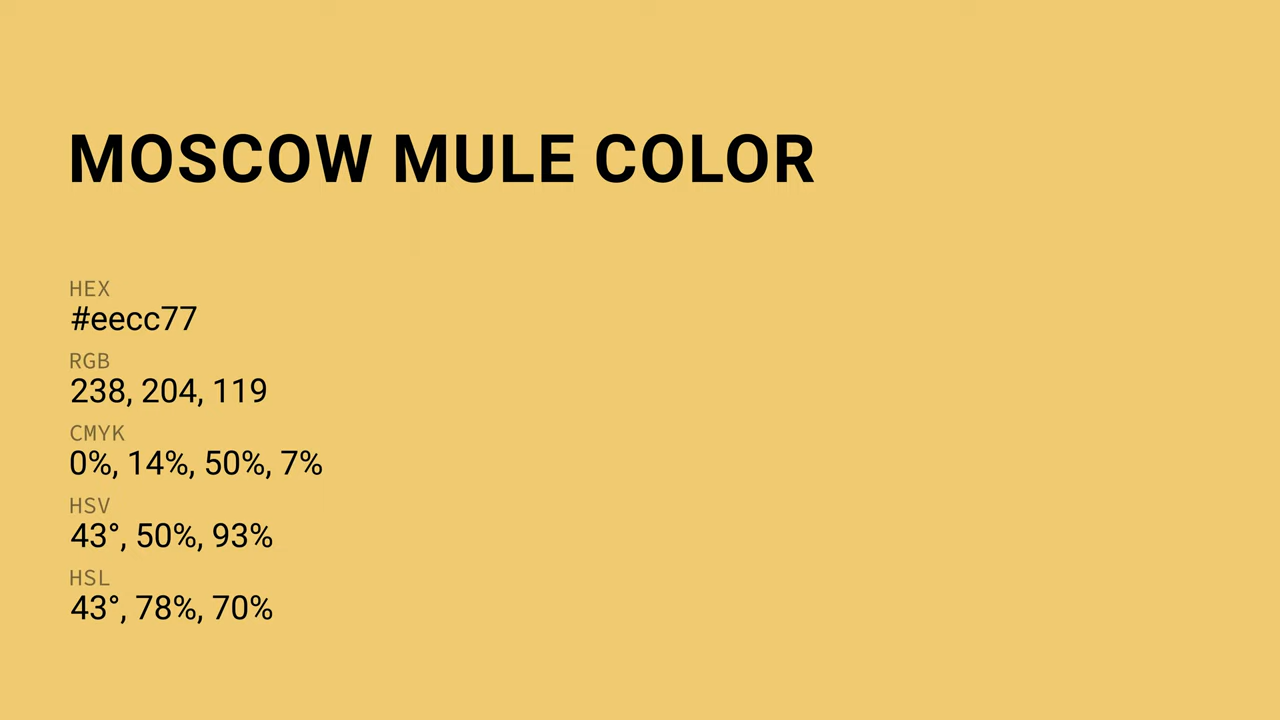 MOSCOW MULE COLOR
HEX
#eecc77
RGB
238, 204, 119
CMYK
0%, 14%, 50%, 7%
HSV
43°, 50%, 93%
HSL
43°, 78%, 70%